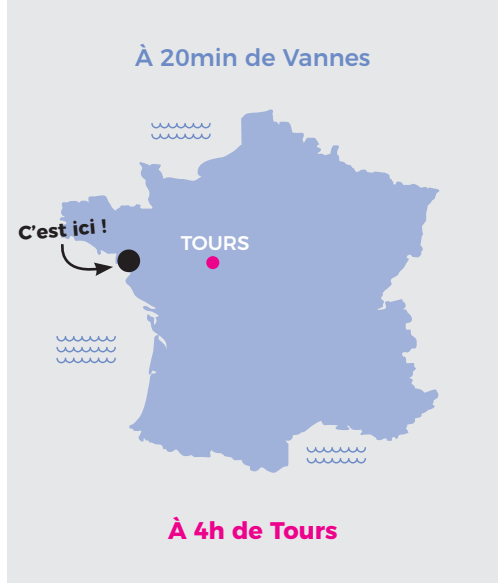 À 20min de Vannes
C’est ici !
TOURS
À 4h de Tours